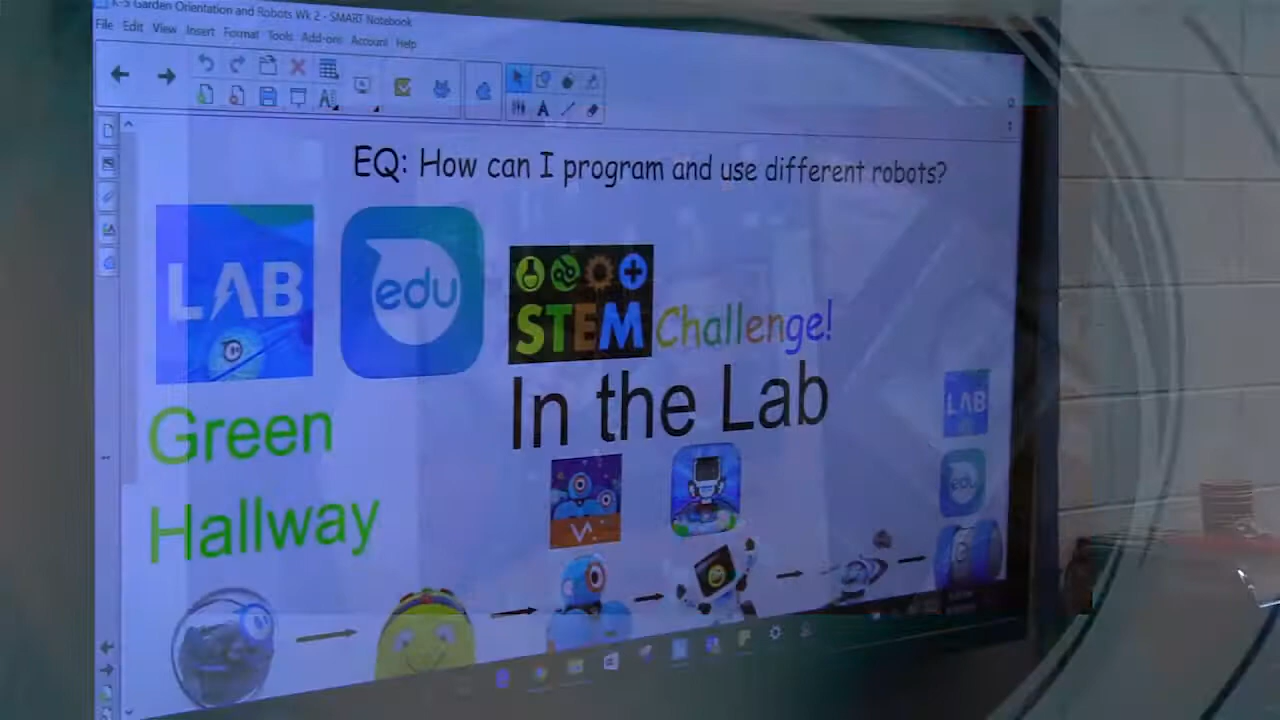 K-5 Garden Orientation and Robots Wk 2 - SMART Notebook
File Edit View Insert Format Tools Add-ons Account Help
EQ: How can I program and use different robots?
LAB
edu
STEM Challenge!
In the Lab
Green
Hallway
LAB
edu